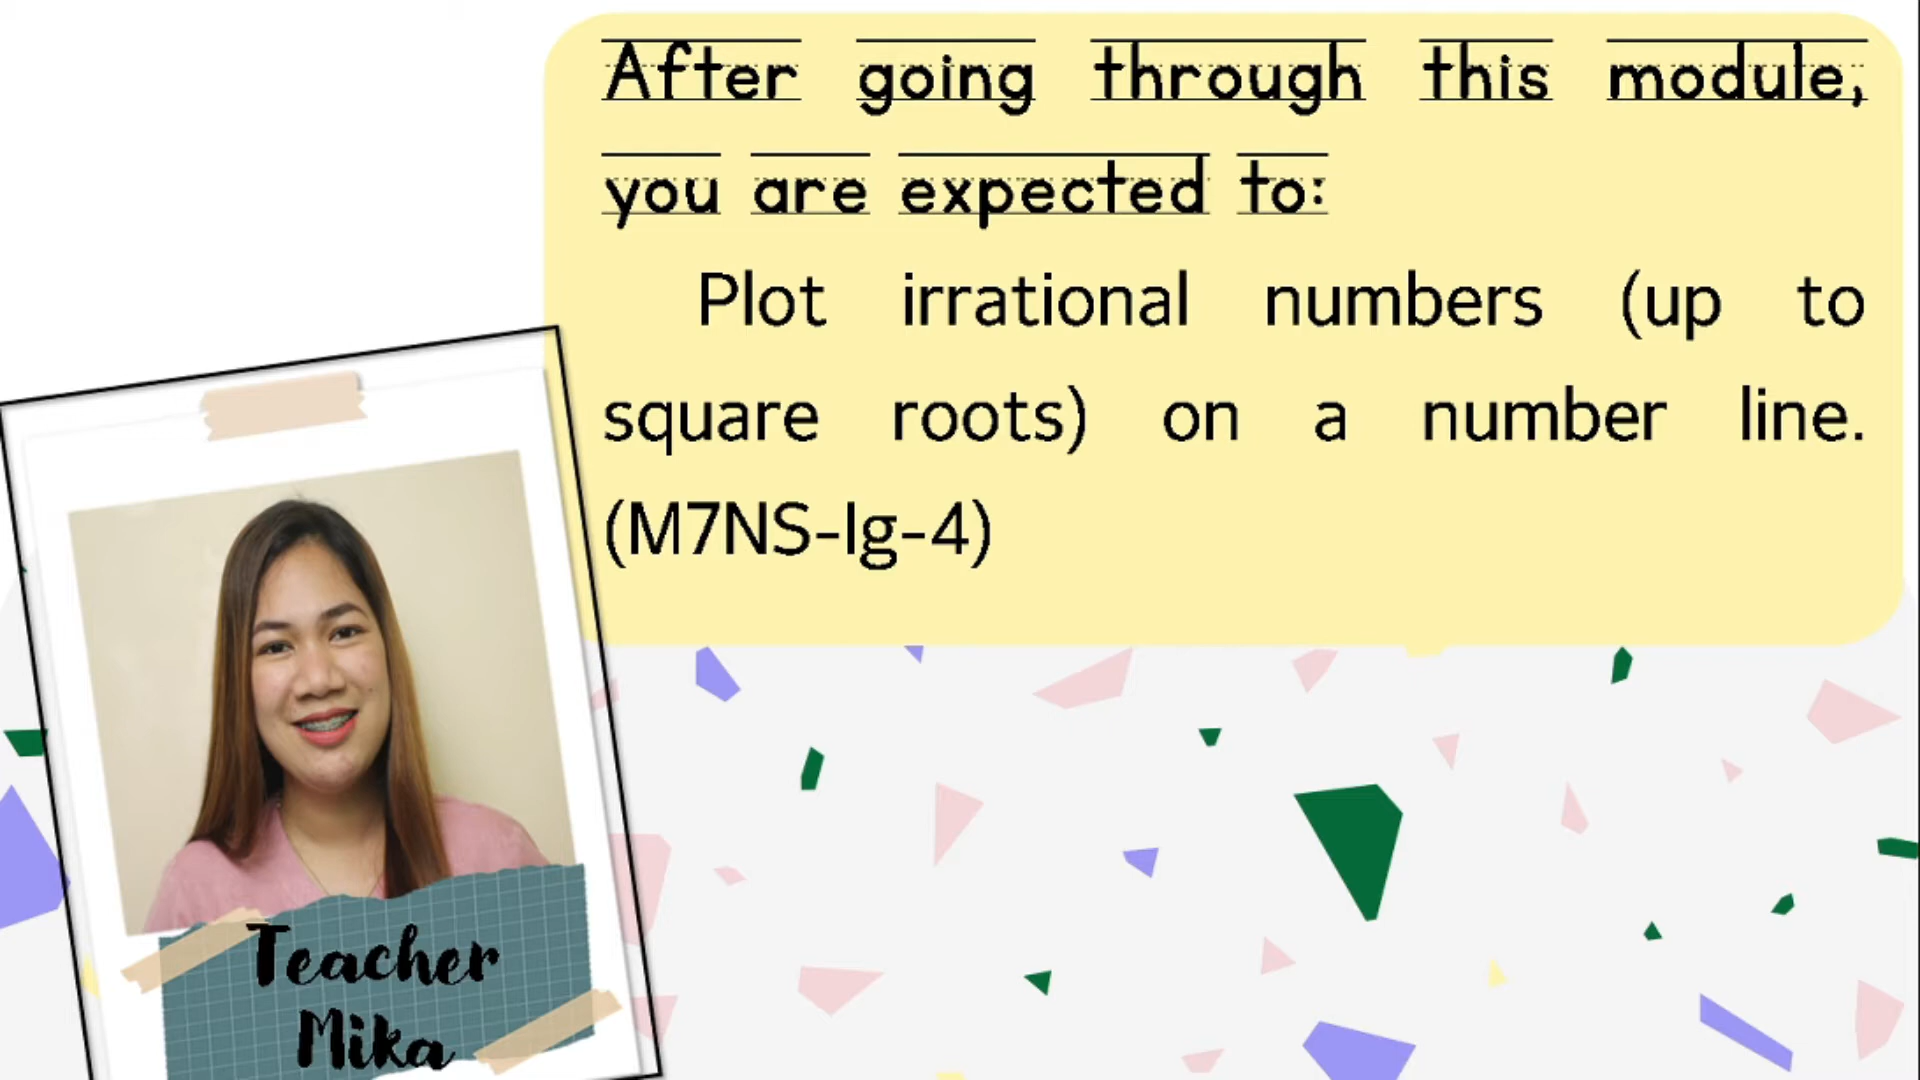 After going through this module,
you are expected to:
Plot irrational numbers (up to
square roots) on a number line.
(M7NS-Ig-4)
Teacher
Mika